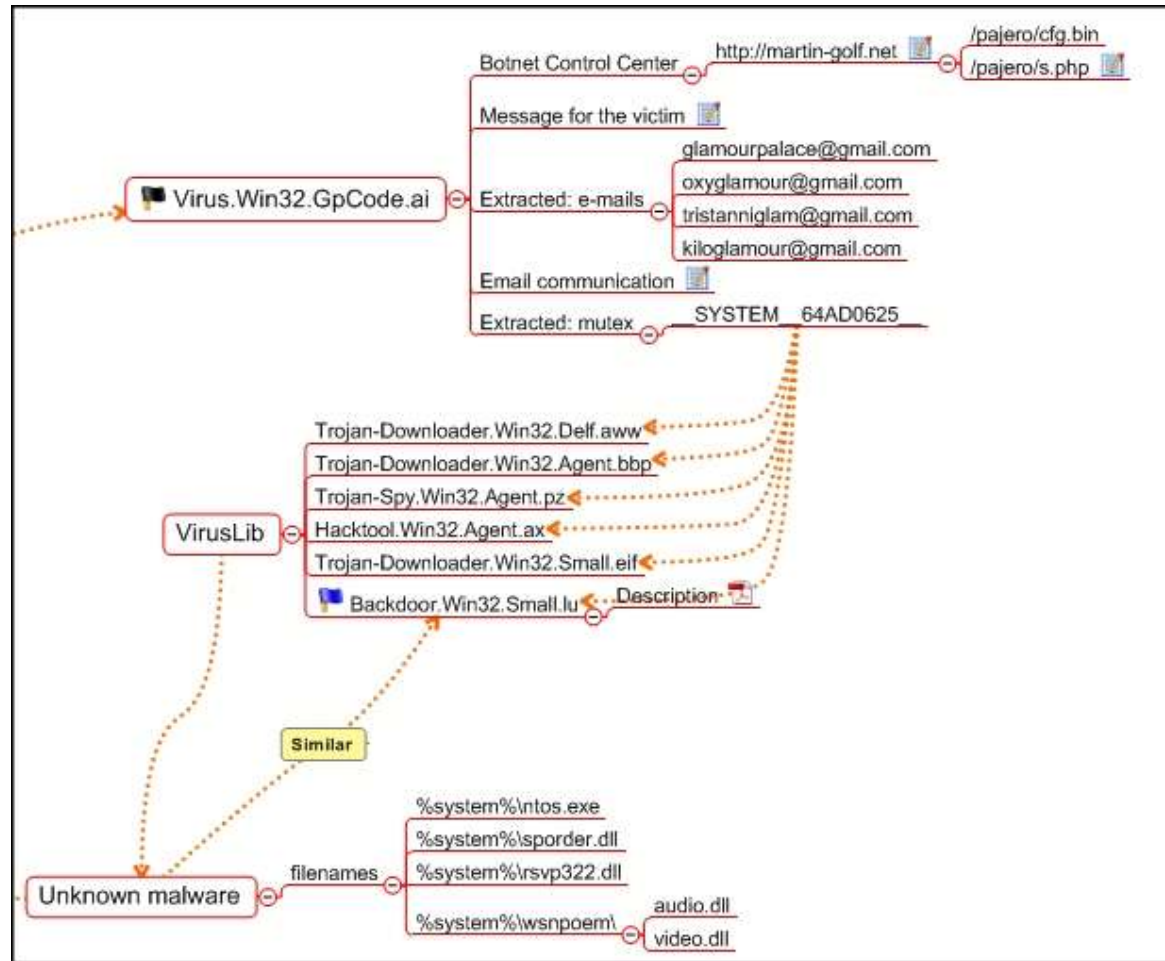 Botnet Control Center
http://martin-golf.net
/pajero/cfg.bin
/pajero/s.php
Message for the victim
Virus.Win32.GpCode.ai
Extracted: e-mails
glamourpalace@gmail.com
oxyglamour@gmail.com
tristanniglam@gmail.com
kiloglamour@gmail.com
Email communication
Extracted: mutex
__SYSTEM__64AD0625__
VirusLib
Trojan-Downloader.Win32.Delf.aww
Trojan-Downloader.Win32.Agent.bbp
Trojan-Spy.Win32.Agent.pz
Hacktool.Win32.Agent.ax
Trojan-Downloader.Win32.Small.eif
Backdoor.Win32.Small.lu
Description
Similar
Unknown malware
filenames
%system%\ntos.exe
%system%\sporder.dll
%system%\rsvp322.dll
%system%\wsnpoem\
audio.dll
video.dll